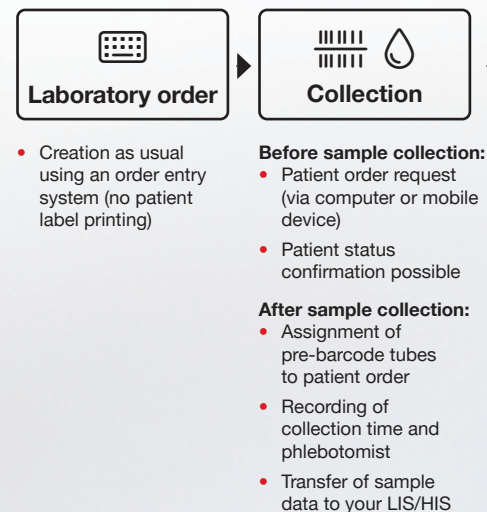 Laboratory order
Collection
• Creation as usual
using an order entry
system (no patient
label printing)
Before sample collection:
• Patient order request
(via computer or mobile
device)
• Patient status
confirmation possible
After sample collection:
• Assignment of
pre-barcode tubes
to patient order
• Recording of
collection time and
phlebotomist
• Transfer of sample
data to your LIS/HIS